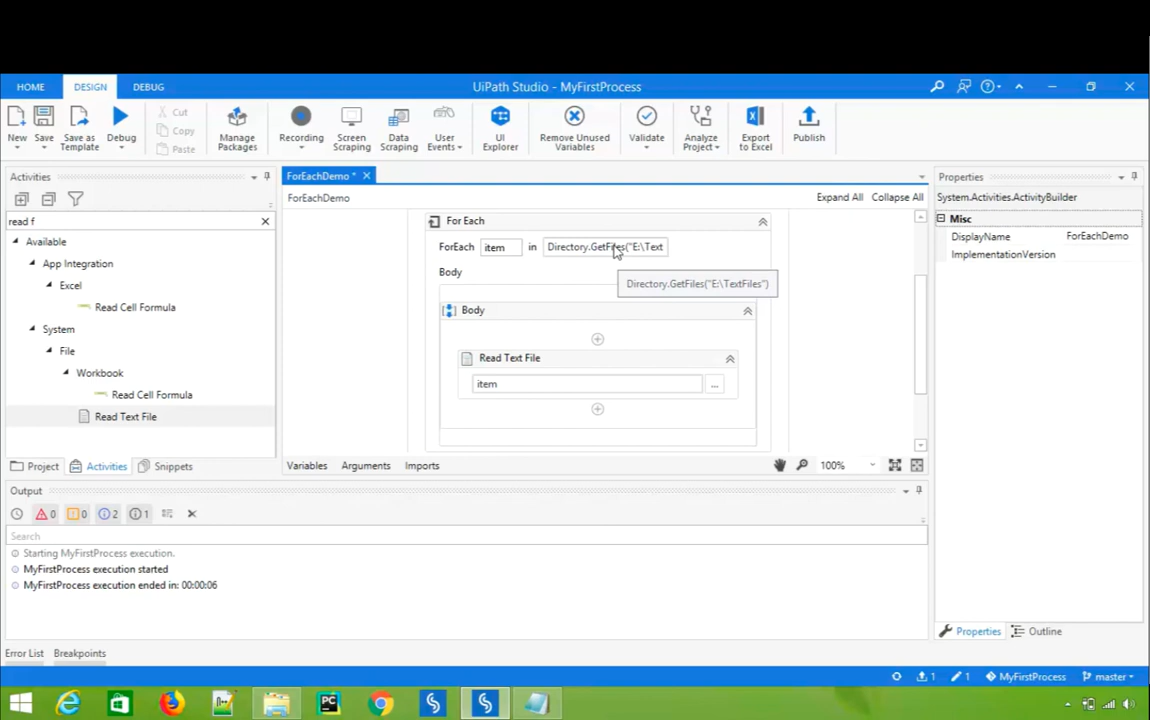 UiPath Studio - MyFirstProcess
HOME DESIGN DEBUG
New Save Save as Template Debug Cut Copy Paste Manage Packages Recording Screen Scraping Data Scraping User Events UI Explorer Remove Unused Variables Validate Analyze Project Export to Excel Publish
Activities
ForEachDemo *
Properties
ForEachDemo
Expand All Collapse All
System.Activities.ActivityBuilder
read f
Misc
DisplayName ForEachDemo
ImplementationVersion
Available
App Integration
Excel
Read Cell Formula
System
File
Workbook
Read Cell Formula
Read Text File
For Each
ForEach item in Directory.GetFiles("E:\Text
Body
Directory.GetFiles("E:\TextFiles")
Body
Read Text File
item
...
Project Activities Snippets
Variables Arguments Imports
100%
Output
0 0 2 1
Search
Starting MyFirstProcess execution.
MyFirstProcess execution started
MyFirstProcess execution ended in: 00:00:06
Properties Outline
Error List Breakpoints
1 1 MyFirstProcess master
PC